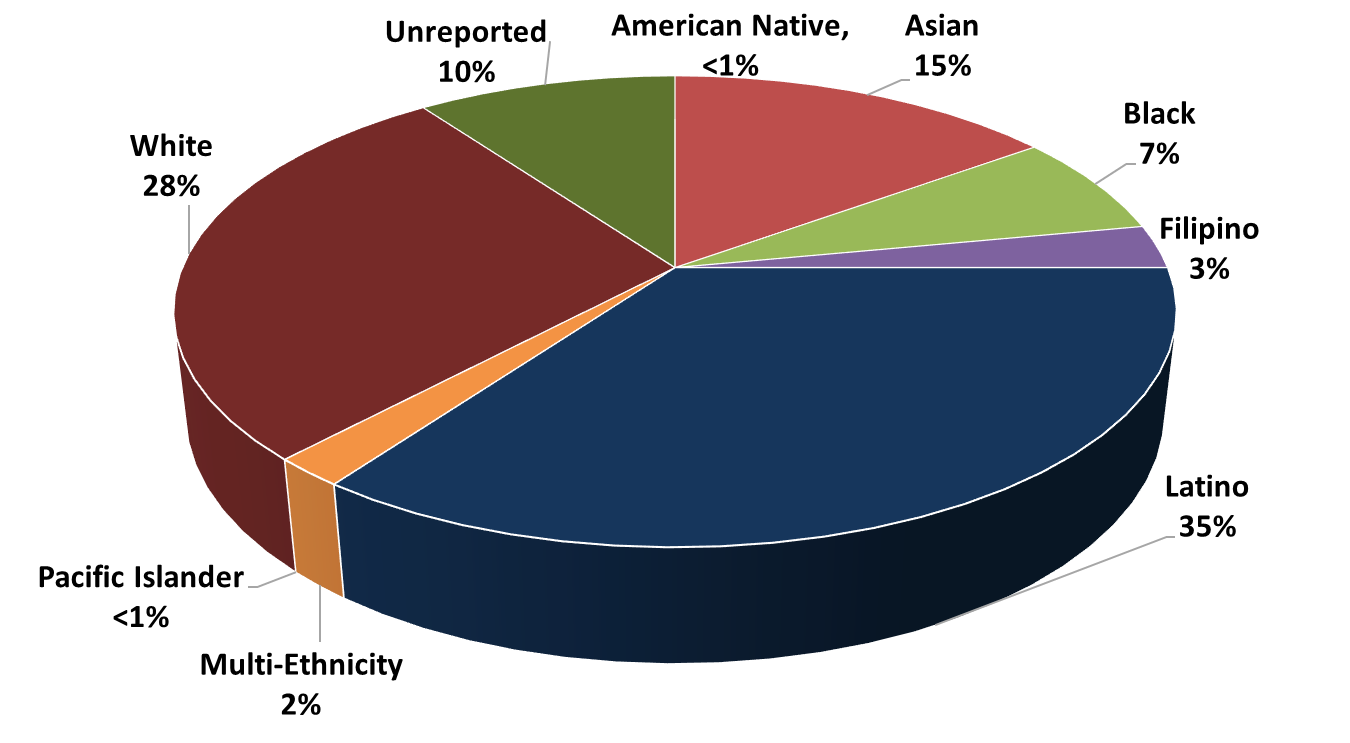 Unreported
10%
American Native,
<1%
Asian
15%
Black
7%
White
28%
Filipino
3%
Latino
35%
Pacific Islander
<1%
Multi-Ethnicity
2%